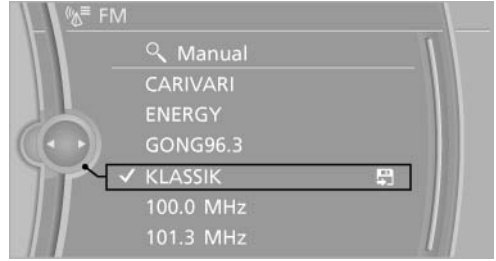 FM
Manual
CARIVARI
ENERGY
GONG96.3
KLASSIK
100.0 MHz
101.3 MHz